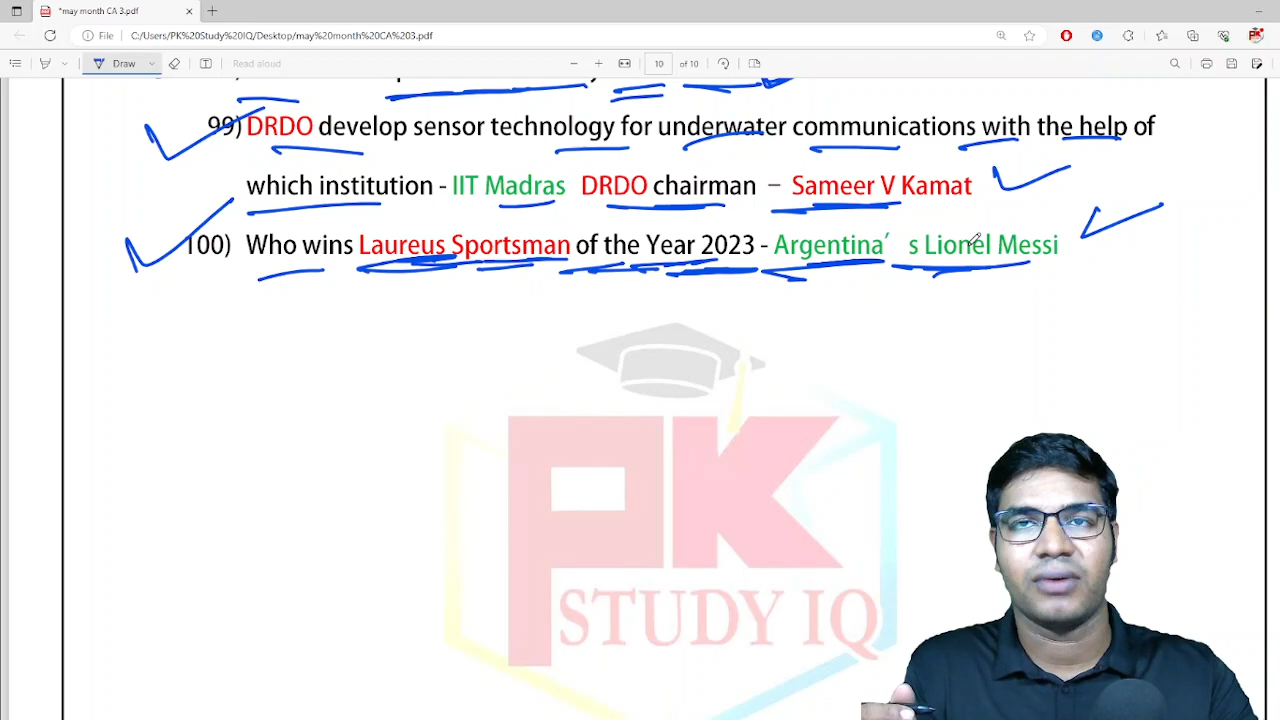 *may month CA 3.pdf
File C:/Users/PK%20Study%20IQ/Desktop/may%20month%20CA%203.pdf
Draw Read aloud 10 of 10
99) DRDO develop sensor technology for underwater communications with the help of
which institution - IIT Madras DRDO chairman – Sameer V Kamat
100) Who wins Laureus Sportsman of the Year 2023 - Argentina’ s Lionel Messi
PK
STUDY IQ